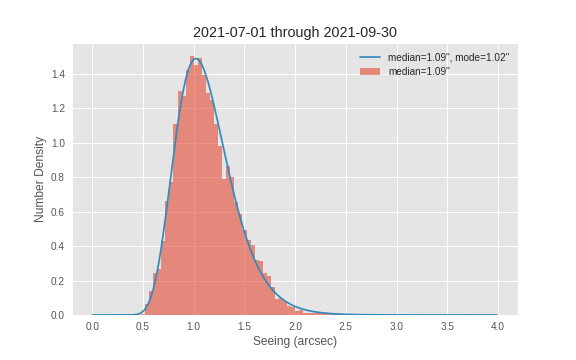 2021-07-01 through 2021-09-30
median=1.09", mode=1.02"
median=1.09"
1.4
1.2
1.0
0.8
0.6
0.4
0.2
0.0
Number Density
0.0 0.5 1.0 1.5 2.0 2.5 3.0 3.5 4.0
Seeing (arcsec)